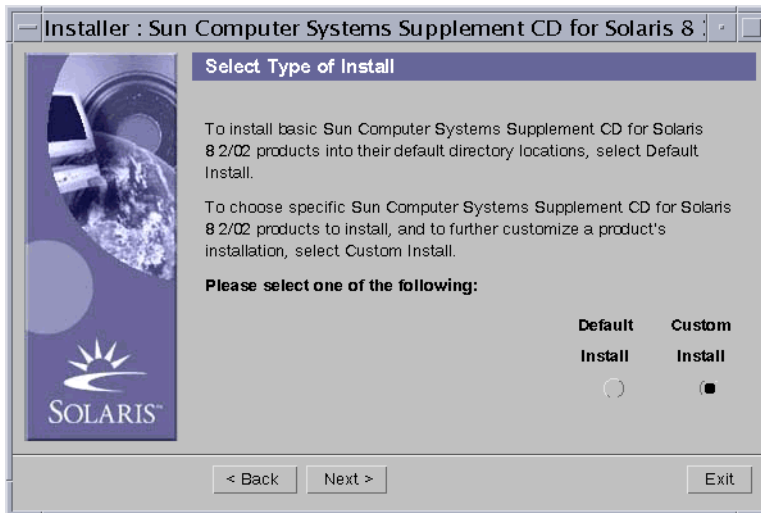 Installer : Sun Computer Systems Supplement CD for Solaris 8
Select Type of Install
To install basic Sun Computer Systems Supplement CD for Solaris
8 2/02 products into their default directory locations, select Default
Install.
To choose specific Sun Computer Systems Supplement CD for Solaris
8 2/02 products to install, and to further customize a product's
installation, select Custom Install.
Please select one of the following:
Default Custom
Install Install
SOLARIS™
< Back Next > Exit